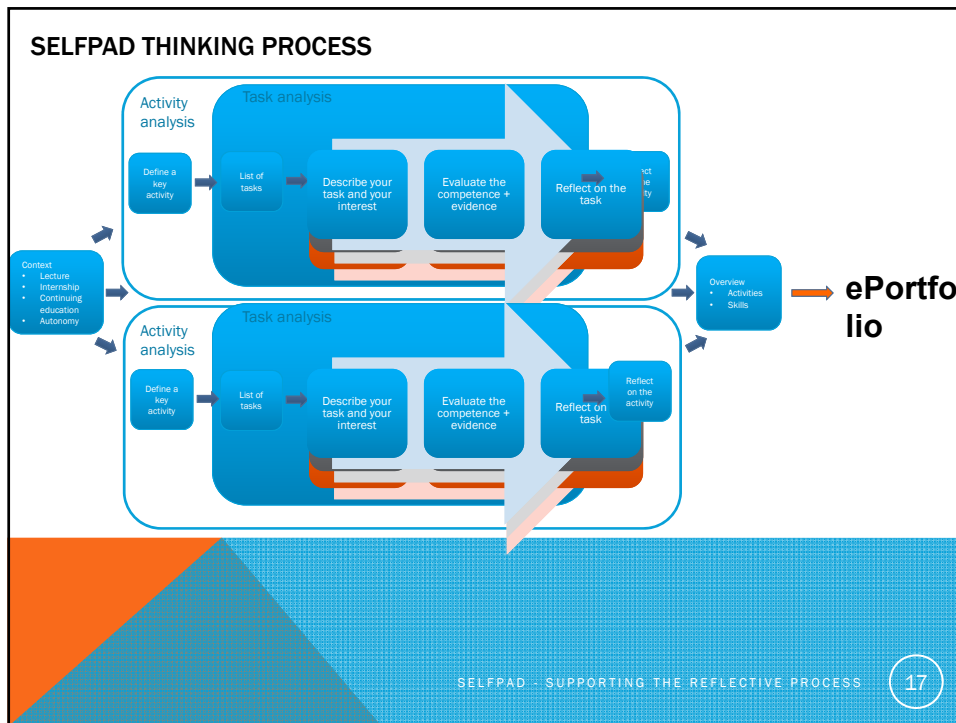 SELFPAD THINKING PROCESS
Activity
analysis
Task analysis
Define a
key
activity
List of
tasks
Describe your
task and your
interest
Evaluate the
competence +
evidence
Reflect on the
task
Context
• Lecture
• Internship
• Continuing
education
• Autonomy
Overview
• Activities
• Skills
ePortfo
lio
Activity
analysis
Task analysis
Define a
key
activity
List of
tasks
Describe your
task and your
interest
Evaluate the
competence +
evidence
Reflect on
task
Reflect
on the
activity
SELFPAD - SUPPORTING THE REFLECTIVE PROCESS
17